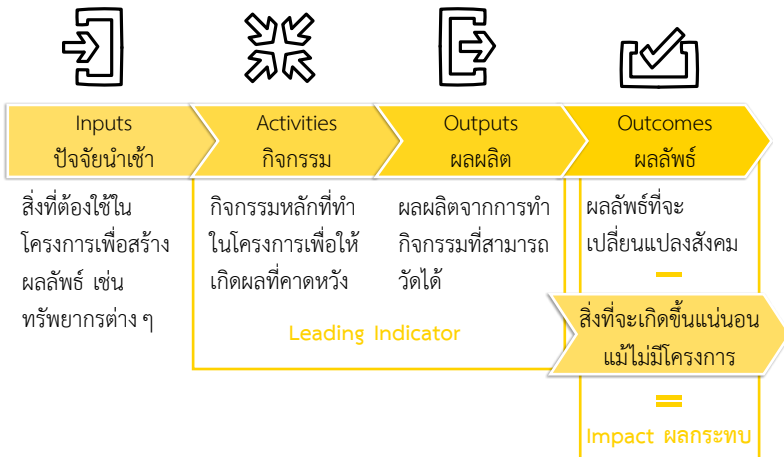 Inputs
ปัจจัยนำเช้า
Activities
กิจกรรม
Outputs
ผลผลิต
Outcomes
ผลลัพธ์
สิ่งที่ต้องใช้ใน
โครงการเพื่อสร้าง
ผลลัพธ์ เช่น
ทรัพยากรต่าง ๆ
กิจกรรมหลักที่ทำ
ในโครงการเพื่อให้
เกิดผลที่คาดหวัง
ผลผลิตจากการทำ
กิจกรรมที่สามารถ
วัดได้
Leading Indicator
ผลลัพธ์ที่จะ
เปลี่ยนแปลงสังคม
สิ่งที่จะเกิดขึ้นแน่นอน
แม้ไม่มีโครงการ
=
Impact ผลกระทบ